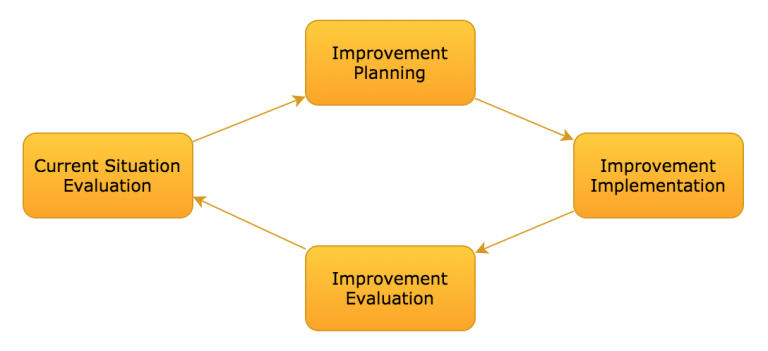 Improvement
Planning
Current Situation
Evaluation
Improvement
Implementation
Improvement
Evaluation